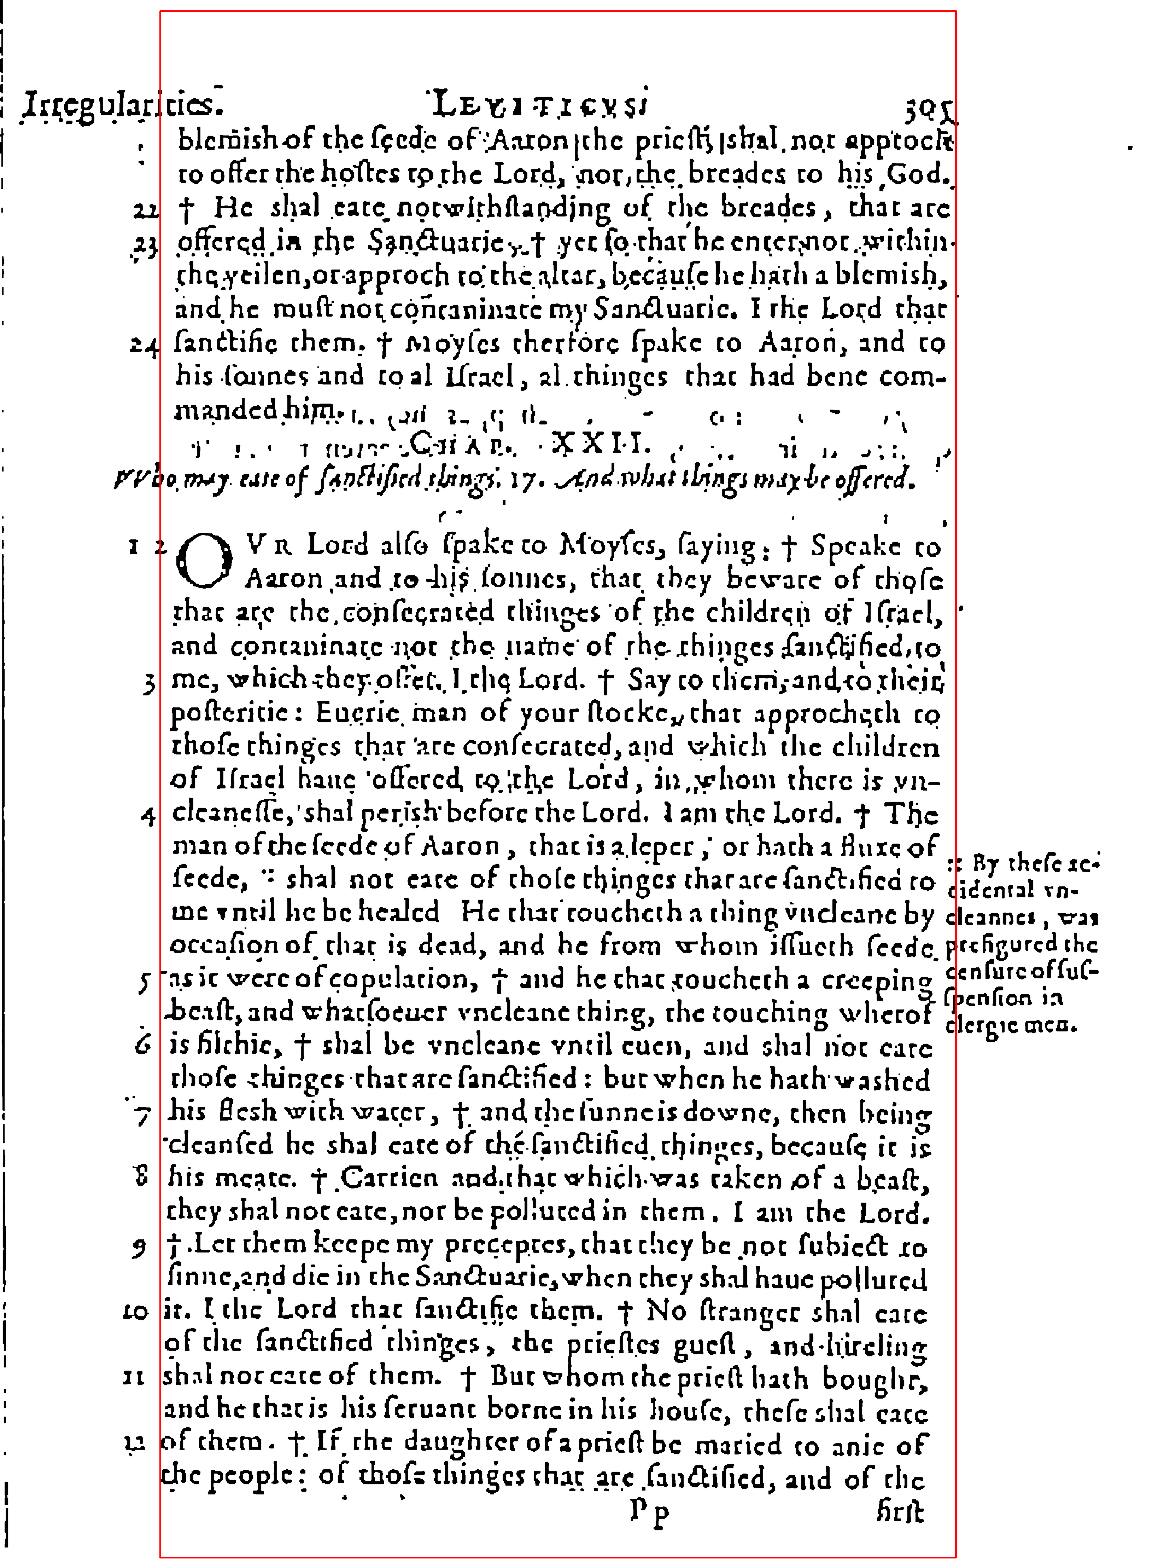 Irregularities. LEVITICVS. 305
blemish of the ſeede of Aaron the prieſt, shal not approch
to offer the hoſtes to the Lord, nor the breades to his God.
22 † He shal eate notwithſtanding of the breades, that are
23 offered in the Sanctuarie, † yet ſo that he enter not within
the veilen, or approch to the altar, becauſe he hath a blemish,
and he muſt not contaminate my Sanctuarie. I the Lord that
24 ſanctifie them. † Moyſes therfore ſpake to Aaron, and to
his ſonnes and to al Iſrael, al thinges that had bene com-
manded him.
CHAP. XXII.
VVho may eate of ſanctified things. 17. And what things may be offered.
1 2 OVR Lord alſo ſpake to Moyſes, ſaying: † Speake to
Aaron and to his ſonnes, that they beware of thoſe
that are the conſecrated thinges of the children of Iſrael,
and contaminate not the name of the thinges ſanctified to
3 me, which they offer. I the Lord. † Say to them, and to their
poſteritie: Euerie man of your ſtocke, that approcheth to
thoſe thinges that are conſecrated, and which the children
of Iſrael haue offered to the Lord, in whom there is vn-
4 cleaneſſe, shal perish before the Lord. I am the Lord. † The
man of the ſeede of Aaron, that is a leper, or hath a fluxe of
ſeede, :: shal not eate of thoſe thinges that are ſanctified to
me vntil he be healed He that toucheth a thing vncleane by
occaſion of that is dead, and he from whom iſſueth ſeede
5 as it were of copulation, † and he that toucheth a creeping
beaſt, and whatſoeuer vncleane thing, the touching wherof
6 is filthie, † shal be vncleane vntil euen, and shal not eate
thoſe thinges that are ſanctified: but when he hath washed
7 his flesh with water, † and the ſunne is downe, then being
cleanſed he shal eate of the ſanctified thinges, becauſe it is
8 his meate. † Carrien and that which was taken of a beaſt,
they shal not eate, nor be polluted in them. I am the Lord.
9 † Let them keepe my preceptes, that they be not ſubiect to
ſinne, and die in the Sanctuarie, when they shal haue polluted
10 it. I the Lord that ſanctifie them. † No ſtranger shal eate
of the ſanctified thinges, the prieſtes gueſt, and hireling
11 shal not eate of them. † But whom the prieſt hath bought,
and he that is his ſeruant borne in his houſe, theſe shal eate
12 of them. † If the daughter of a prieſt be maried to anie of
the people: of thoſe thinges that are ſanctified, and of the
Pp firſt
:: By theſe ac-
cidental vn-
cleannes, was
prefigured the
cenſure of ſuſ-
ſpenſion in
clergie men.